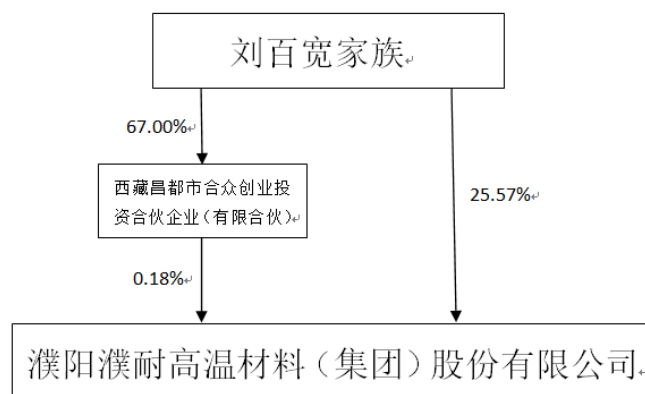 刘百宽家族
67.00%
西藏昌都市合众创业投
资合伙企业（有限合伙）
25.57%
0.18%
濮阳濮耐高温材料（集团）股份有限公司